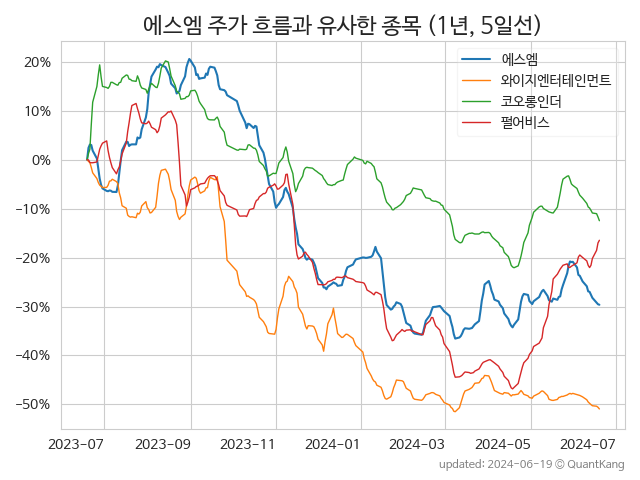 에스엠 주가 흐름과 유사한 종목 (1년, 5일선)
에스엠
와이지엔터테인먼트
코오롱인더
펄어비스
20%
10%
0%
−10%
−20%
−30%
−40%
−50%
2023-07 2023-09 2023-11 2024-01 2024-03 2024-05 2024-07
updated: 2024-06-19 © QuantKang